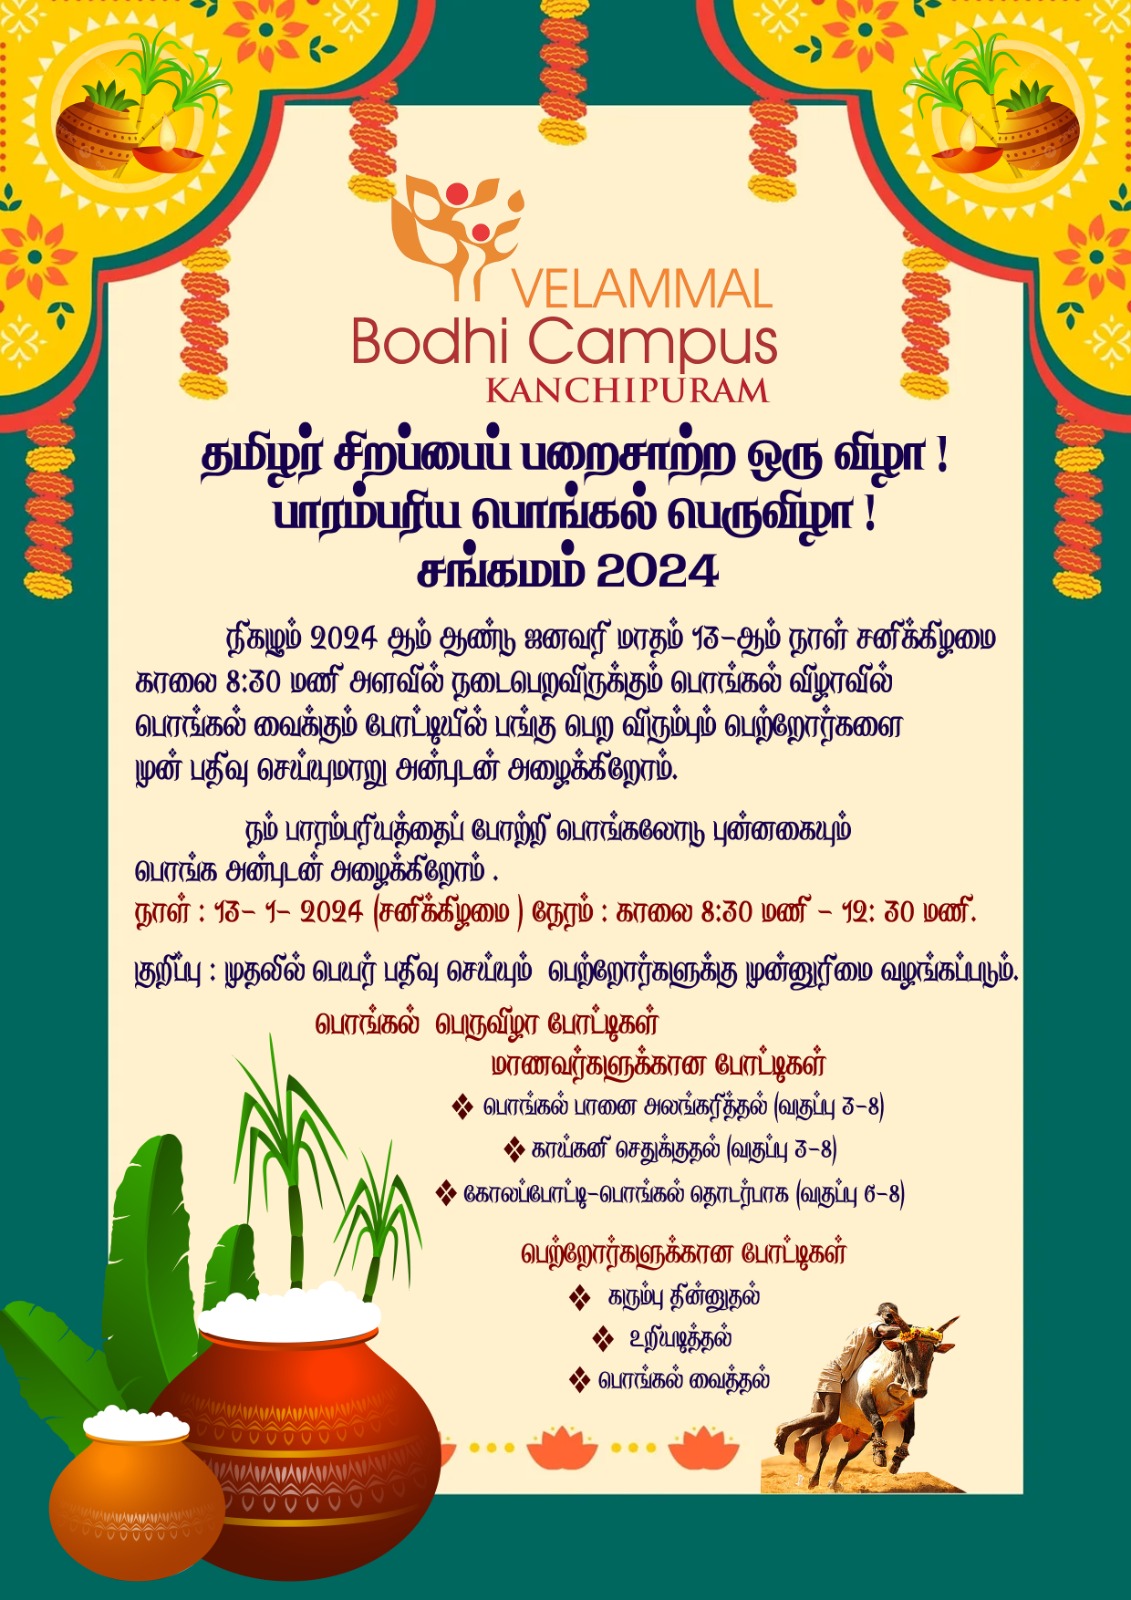 VELAMMAL
Bodhi Campus
KANCHIPURAM
தமிழர் சிறப்பைப் பறைசாற்ற ஒரு விழா !
பாரம்பரிய பொங்கல் பெருவிழா !
சங்கமம் 2024
நிகழும் 2024 ஆம் ஆண்டு ஜனவரி மாதம் 13-ஆம் நாள் சனிக்கிழமை
காலை 8:30 மணி அளவில் நடைபெறவிருக்கும் பொங்கல் விழாவில்
பொங்கல் வைக்கும் போட்டியில் பங்கு பெற விரும்பும் பெற்றோர்களை
முன் பதிவு செய்யுமாறு அன்புடன் அழைக்கிறோம்.
நம் பாரம்பரியத்தைப் போற்றி பொங்கலோடு புன்னகையும்
பொங்க அன்புடன் அழைக்கிறோம் .
நாள் : 13- 1- 2024 (சனிக்கிழமை ) நேரம் : காலை 8:30 மணி - 12: 30 மணி.
குறிப்பு : முதலில் பெயர் பதிவு செய்யும் பெற்றோர்களுக்கு முன்னுரிமை வழங்கப்படும்.
பொங்கல் பெருவிழா போட்டிகள்
மாணவர்களுக்கான போட்டிகள்
❖ பொங்கல் பானை அலங்கரித்தல் (வகுப்பு 3-8)
❖ காய்கனி செதுக்குதல் (வகுப்பு 3-8)
❖ கோலப்போட்டி-பொங்கல் தொடர்பாக (வகுப்பு 6-8)
பெற்றோர்களுக்கான போட்டிகள்
❖ கரும்பு தின்னுதல்
❖ உறியடித்தல்
❖ பொங்கல் வைத்தல்